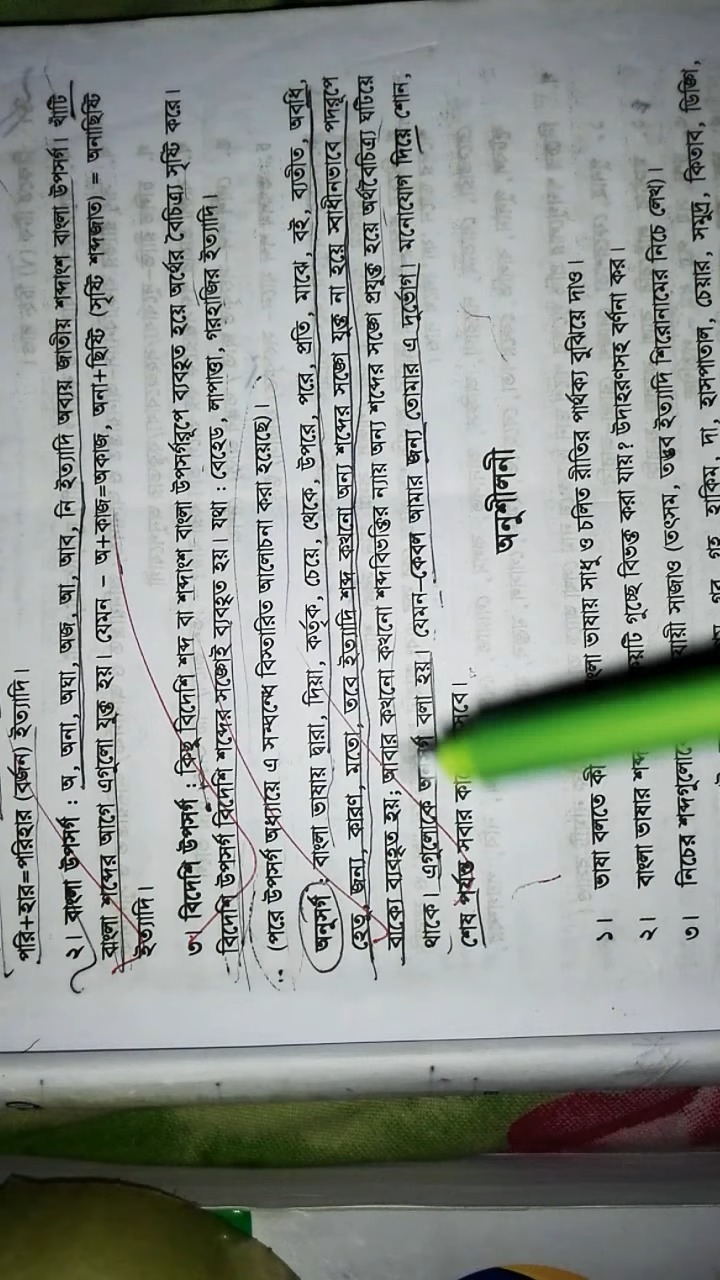 পরি+হার=পরিহার (বর্জন) ইত্যাদি।
২। বাংলা উপসর্গ : অ, অনা, অঘা, অজ, আ, আব, নি ইত্যাদি অব্যয় জাতীয় শব্দাংশ বাংলা উপসর্গ। খাঁটি
বাংলা শব্দের আগে এগুলো যুক্ত হয়। যেমন – অ+কাজ=অকাজ, অনা+ছিষ্টি (সৃষ্টি শব্দজাত) = অনাছিষ্টি
ইত্যাদি।
৩। বিদেশি উপসর্গ : কিছু বিদেশি শব্দ বা শব্দাংশ বাংলা উপসর্গরূপে ব্যবহৃত হয়ে অর্থের বৈচিত্র্য সৃষ্টি করে।
বিদেশি উপসর্গ বিদেশি শব্দের সঙ্গেই ব্যবহৃত হয়। যথা : বেহেড, লাপাত্তা, গরহাজির ইত্যাদি।
(পরে উপসর্গ অধ্যায়ে এ সম্বন্ধে বিস্তারিত আলোচনা করা হয়েছে)।
অনুসর্গ : বাংলা ভাষায় দ্বারা, দিয়া, কর্তৃক, চেয়ে, থেকে, উপরে, পরে, প্রতি, মাঝে, বই, ব্যতীত, অবধি,
হেতু, জন্য, কারণ, মতো, তবে ইত্যাদি শব্দ কখনো অন্য শব্দের সঙ্গে যুক্ত না হয়ে স্বাধীনভাবে পদরূপে
বাক্যে ব্যবহৃত হয়; আবার কখনো কখনো শব্দবিভক্তির ন্যায় অন্য শব্দের সঙ্গে প্রযুক্ত হয়ে অর্থবৈচিত্র্য ঘটিয়ে
থাকে। এগুলোকে অনুসর্গ বলা হয়। যেমন–কেবল আমার জন্য তোমার এ দুর্ভোগ। মনোযোগ দিয়ে শোন,
শেষ পর্যন্ত সবার
অনুশীলনী
১। ভাষা বলতে কী ভাষায় সাধু ও চলিত রীতির পার্থক্য বুঝিয়ে দাও।
২। বাংলা ভাষার গুচ্ছে বিভক্ত করা যায়? উদাহরণসহ বর্ণনা কর।
৩। নিচের সাজাও (তৎসম, তদ্ভব ইত্যাদি শিরোনামের নিচে লেখ)।
হাকিম, দা, হাসপাতাল, চেয়ার, সমুদ্র, কিতাব, ডিঙ্গি,